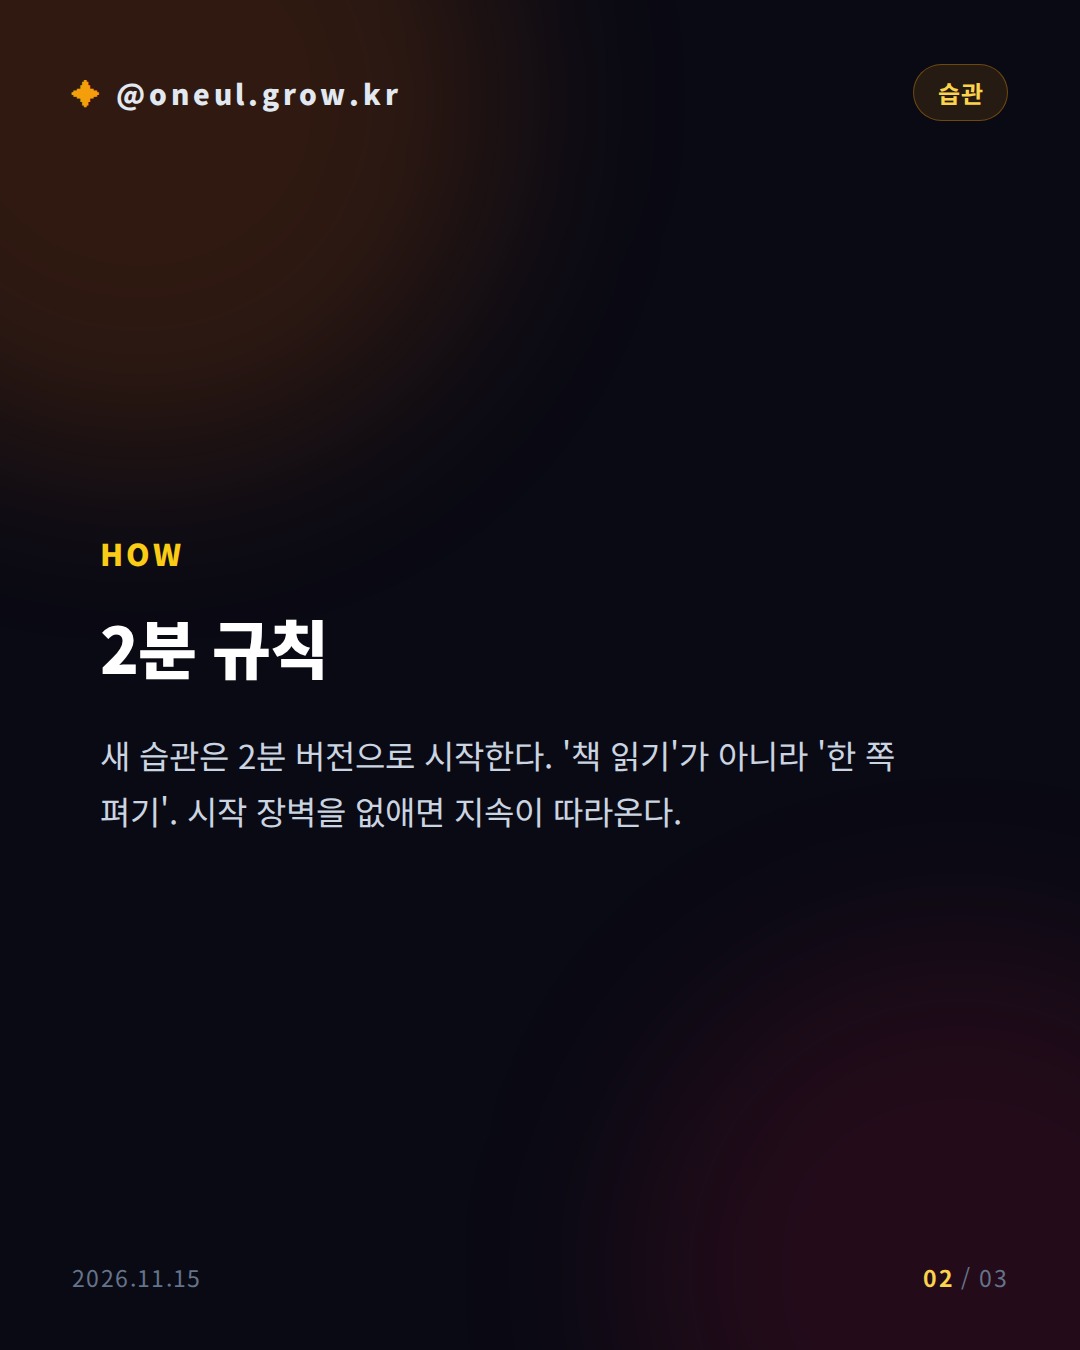 @oneul.grow.kr
습관
HOW
2분 규칙
새 습관은 2분 버전으로 시작한다. '책 읽기'가 아니라 '한 쪽
펴기'. 시작 장벽을 없애면 지속이 따라온다.
2026.11.15
02 / 03